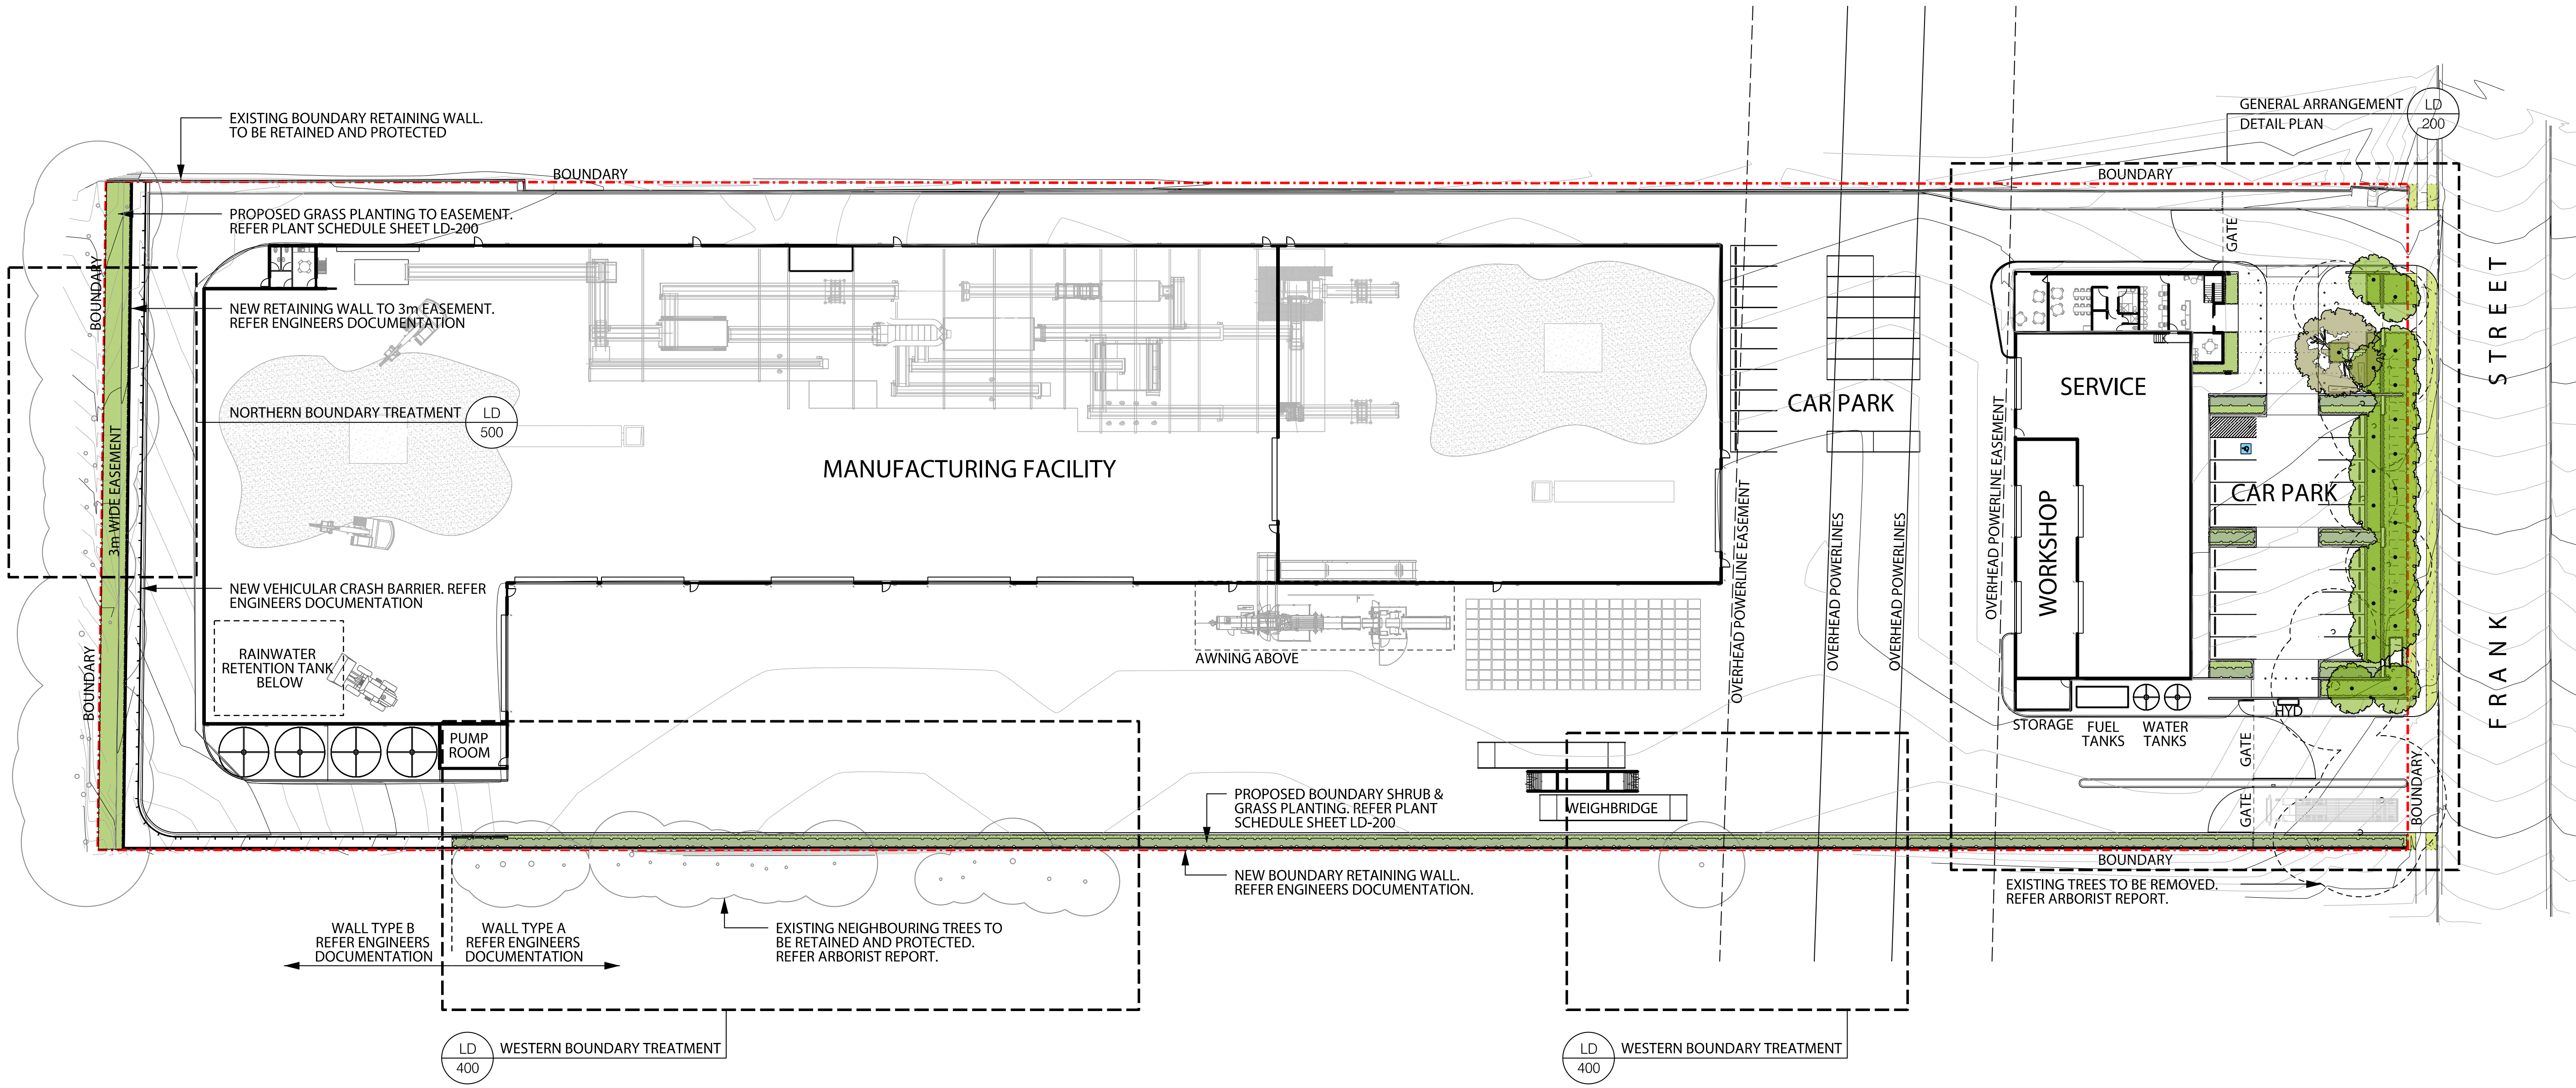 EXISTING BOUNDARY RETAINING WALL.
TO BE RETAINED AND PROTECTED
BOUNDARY
GENERAL ARRANGEMENT
DETAIL PLAN
LD
200
BOUNDARY
PROPOSED GRASS PLANTING TO EASEMENT.
REFER PLANT SCHEDULE SHEET LD-200
BOUNDARY
NEW RETAINING WALL TO 3m EASEMENT.
REFER ENGINEERS DOCUMENTATION
NORTHERN BOUNDARY TREATMENT
LD
500
3m WIDE EASEMENT
MANUFACTURING FACILITY
CAR PARK
GATE
SERVICE
WORKSHOP
CAR PARK
FRANK STREET
OVERHEAD POWERLINE EASEMENT
OVERHEAD POWERLINES
OVERHEAD POWERLINES
OVERHEAD POWERLINE EASEMENT
NEW VEHICULAR CRASH BARRIER. REFER
ENGINEERS DOCUMENTATION
RAINWATER
RETENTION TANK
BELOW
BOUNDARY
AWNING ABOVE
PUMP
ROOM
STORAGE
FUEL
TANKS
WATER
TANKS
HYD
GATE
GATE
BOUNDARY
PROPOSED BOUNDARY SHRUB &
GRASS PLANTING. REFER PLANT
SCHEDULE SHEET LD-200
WEIGHBRIDGE
NEW BOUNDARY RETAINING WALL.
REFER ENGINEERS DOCUMENTATION.
BOUNDARY
EXISTING TREES TO BE REMOVED.
REFER ARBORIST REPORT.
WALL TYPE B
REFER ENGINEERS
DOCUMENTATION
WALL TYPE A
REFER ENGINEERS
DOCUMENTATION
EXISTING NEIGHBOURING TREES TO
BE RETAINED AND PROTECTED.
REFER ARBORIST REPORT.
LD
400
WESTERN BOUNDARY TREATMENT
LD
400
WESTERN BOUNDARY TREATMENT